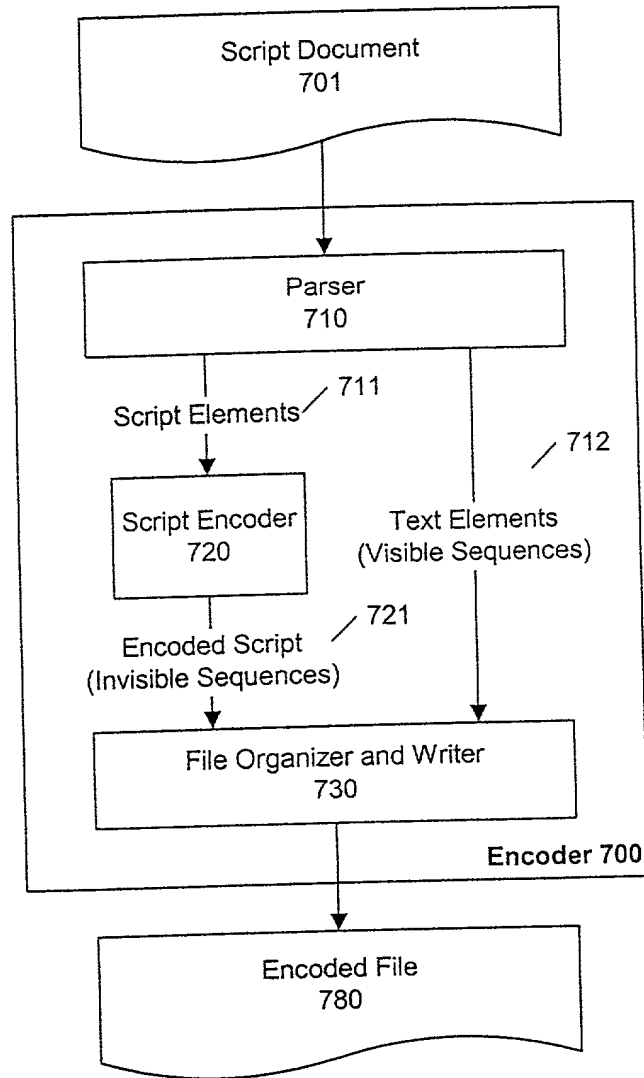 Script Document
701
Parser
710
711
Script Elements
712
Script Encoder
720
Text Elements
(Visible Sequences)
721
Encoded Script
(Invisible Sequences)
File Organizer and Writer
730
Encoder 700
Encoded File
780